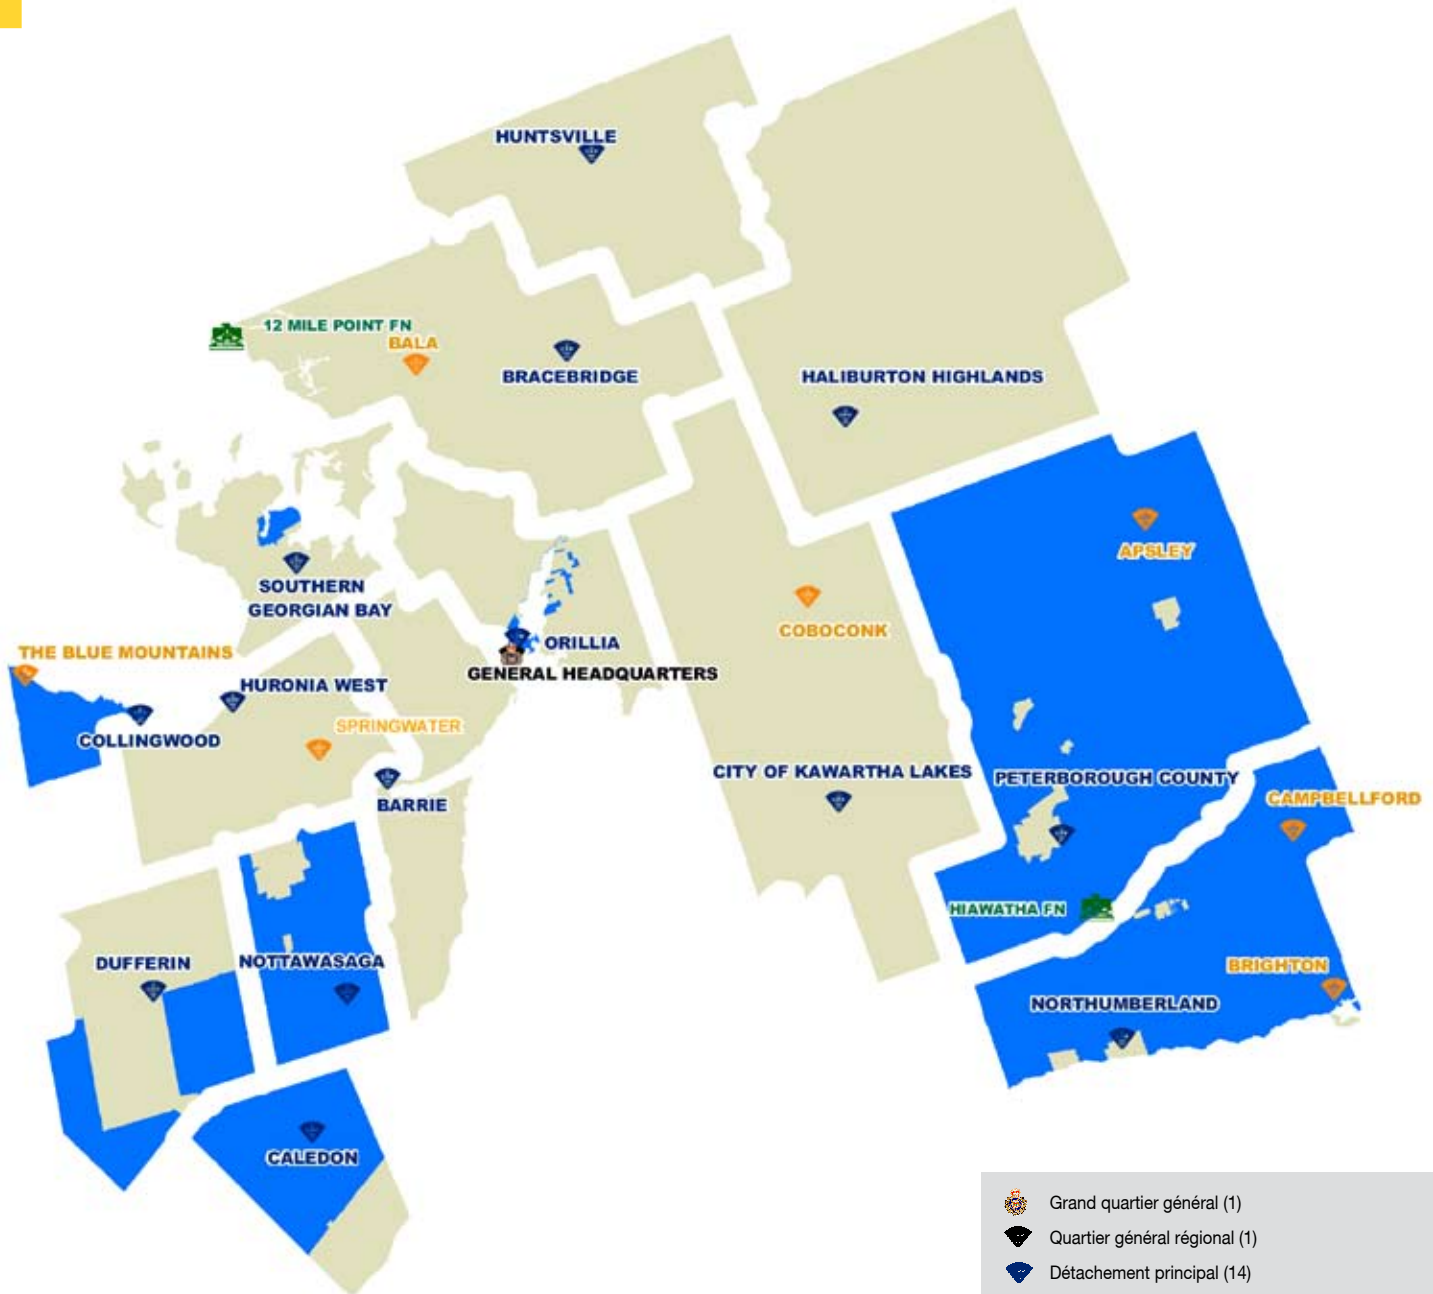 HUNTSVILLE
12 MILE POINT FN
BALA
BRACEBRIDGE
HALIBURTON HIGHLANDS
APSLEY
SOUTHERN
GEORGIAN BAY
COBOCONK
THE BLUE MOUNTAINS
ORILLIA
GENERAL HEADQUARTERS
HURONIA WEST
SPRINGWATER
COLLINGWOOD
CITY OF KAWARTHA LAKES
PETERBOROUGH COUNTY
BARRIE
CAMPBELLFORD
HIAWATHA FN
DUFFERIN
NOTTAWASAGA
BRIGHTON
NORTHUMBERLAND
CALEDON
Grand quartier général (1)
Quartier général régional (1)
Détachement principal (14)